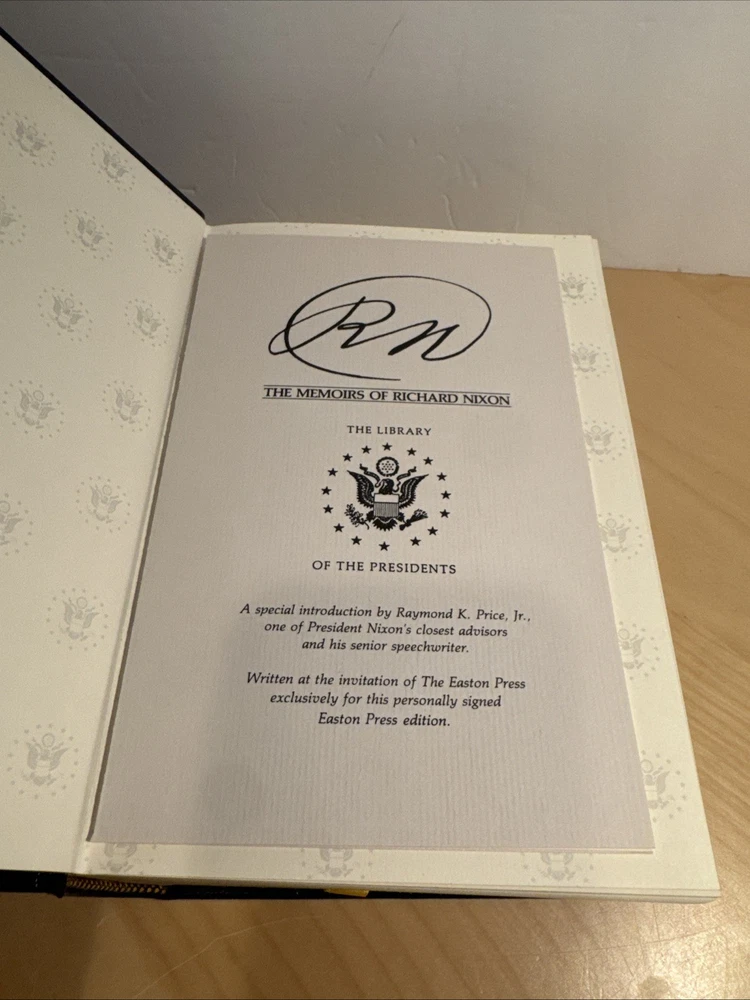 RN
THE MEMOIRS OF RICHARD NIXON
THE LIBRARY
OF THE PRESIDENTS
A special introduction by Raymond K. Price, Jr.,
one of President Nixon's closest advisors
and his senior speechwriter.
Written at the invitation of The Easton Press
exclusively for this personally signed
Easton Press edition.